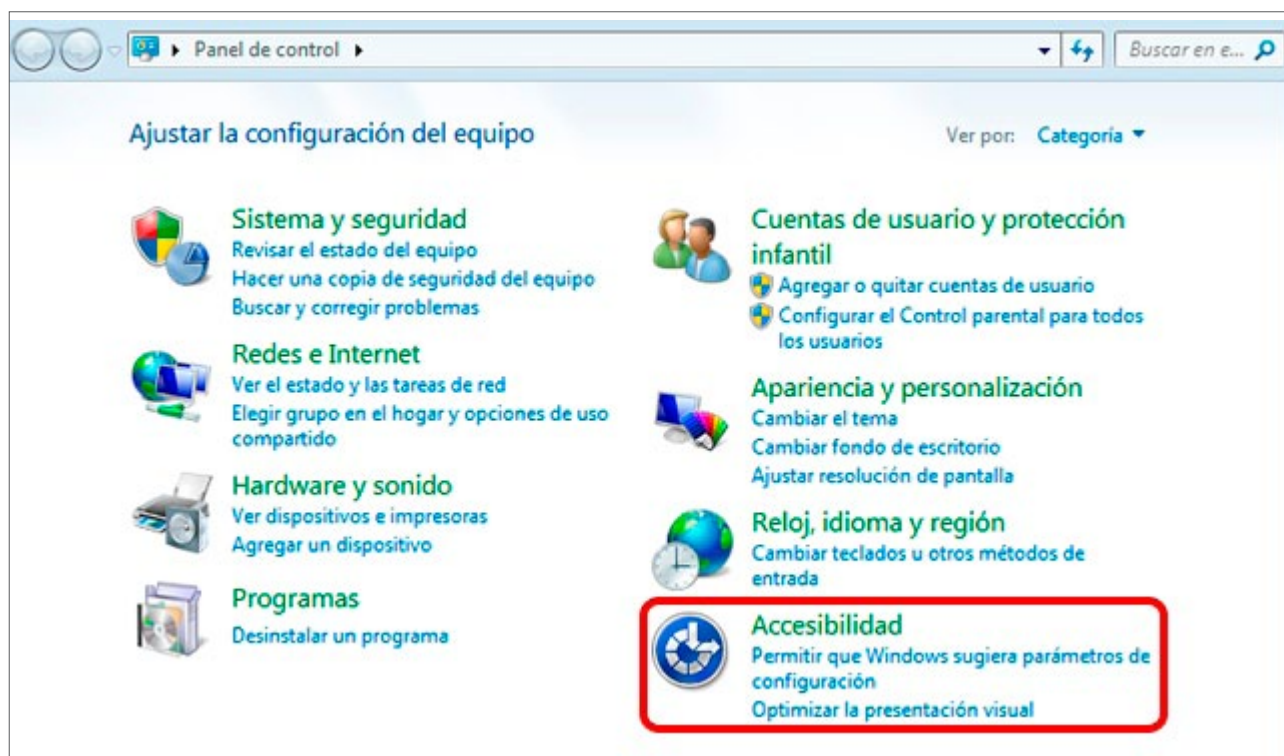 Panel de control
Buscar en e...
Ajustar la configuración del equipo
Ver por: Categoría
Sistema y seguridad
Revisar el estado del equipo
Hacer una copia de seguridad del equipo
Buscar y corregir problemas
Redes e Internet
Ver el estado y las tareas de red
Elegir grupo en el hogar y opciones de uso
compartido
Hardware y sonido
Ver dispositivos e impresoras
Agregar un dispositivo
Programas
Desinstalar un programa
Cuentas de usuario y protección
infantil
Agregar o quitar cuentas de usuario
Configurar el Control parental para todos
los usuarios
Apariencia y personalización
Cambiar el tema
Cambiar fondo de escritorio
Ajustar resolución de pantalla
Reloj, idioma y región
Cambiar teclados u otros métodos de
entrada
Accesibilidad
Permitir que Windows sugiera parámetros de
configuración
Optimizar la presentación visual